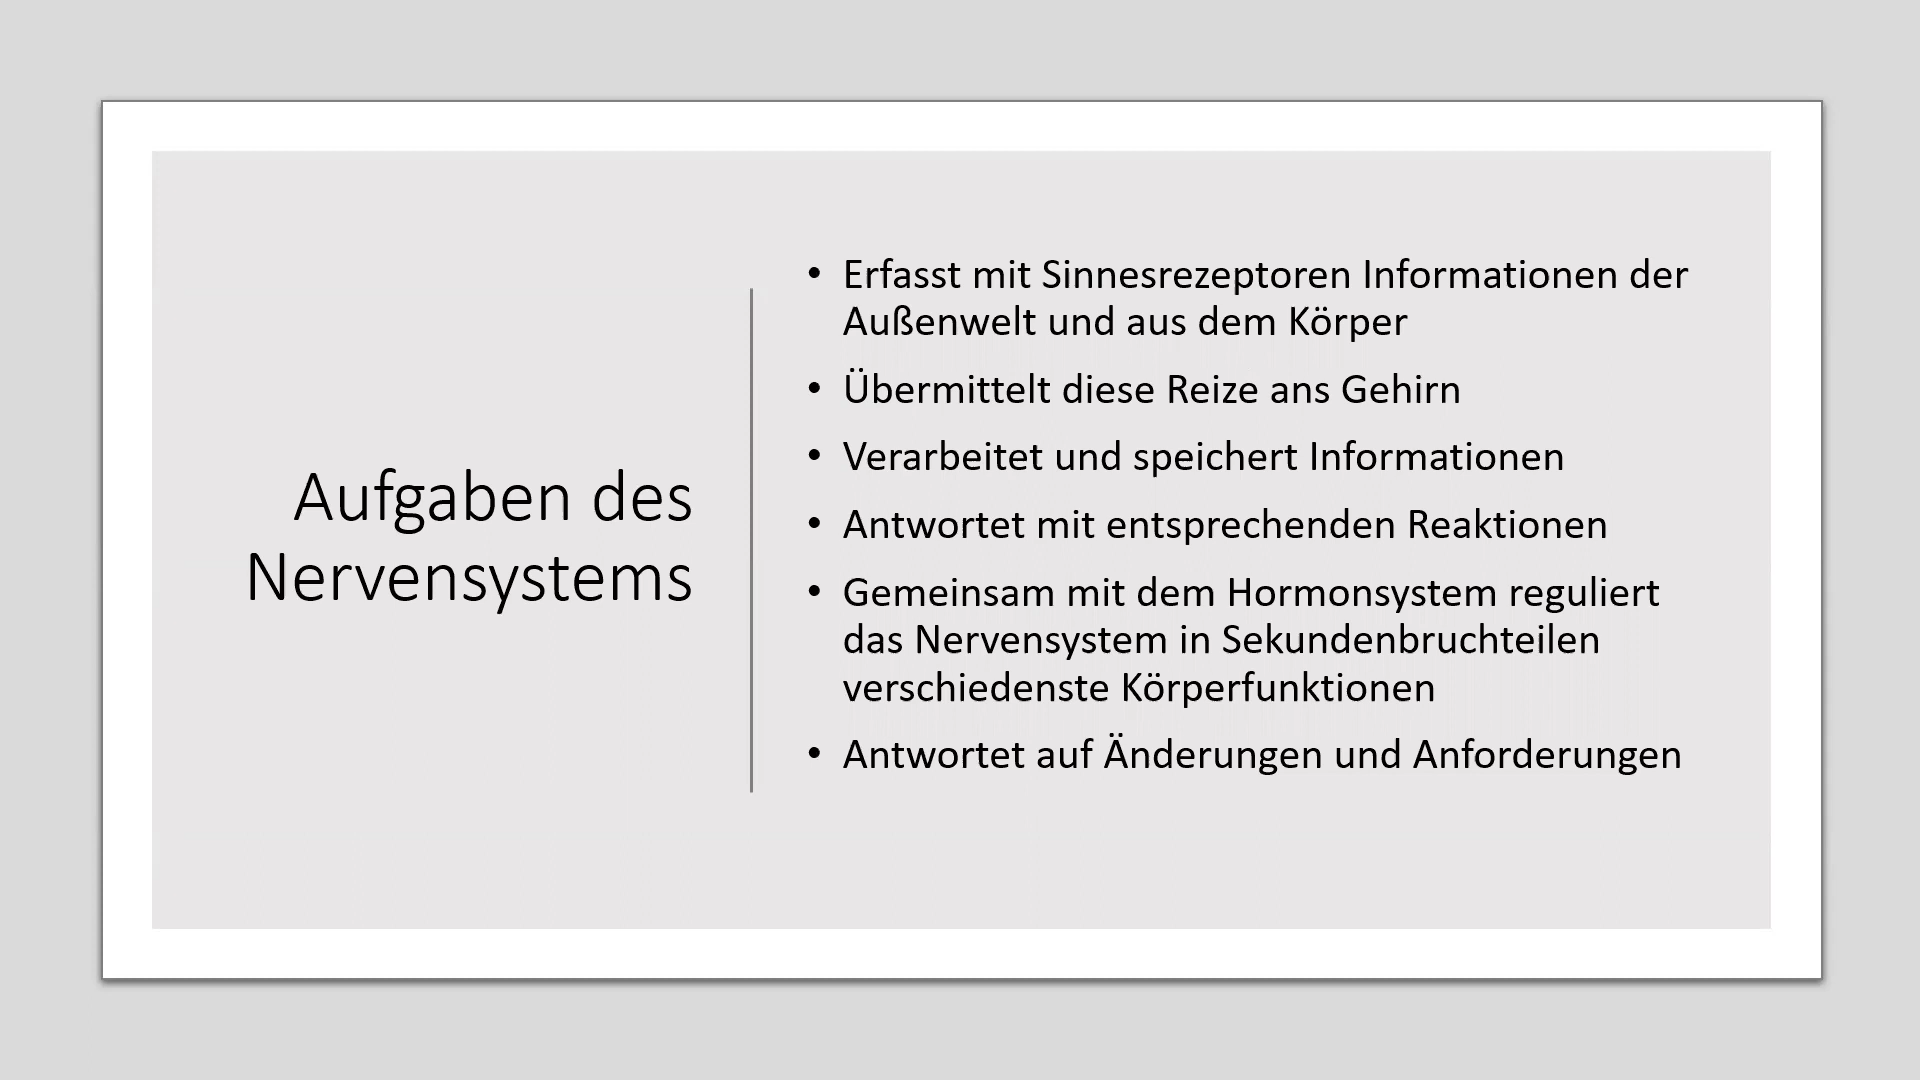 Aufgaben des
Nervensystems
• Erfasst mit Sinnesrezeptoren Informationen der
Außenwelt und aus dem Körper
• Übermittelt diese Reize ans Gehirn
• Verarbeitet und speichert Informationen
• Antwortet mit entsprechenden Reaktionen
• Gemeinsam mit dem Hormonsystem reguliert
das Nervensystem in Sekundenbruchteilen
verschiedenste Körperfunktionen
• Antwortet auf Änderungen und Anforderungen